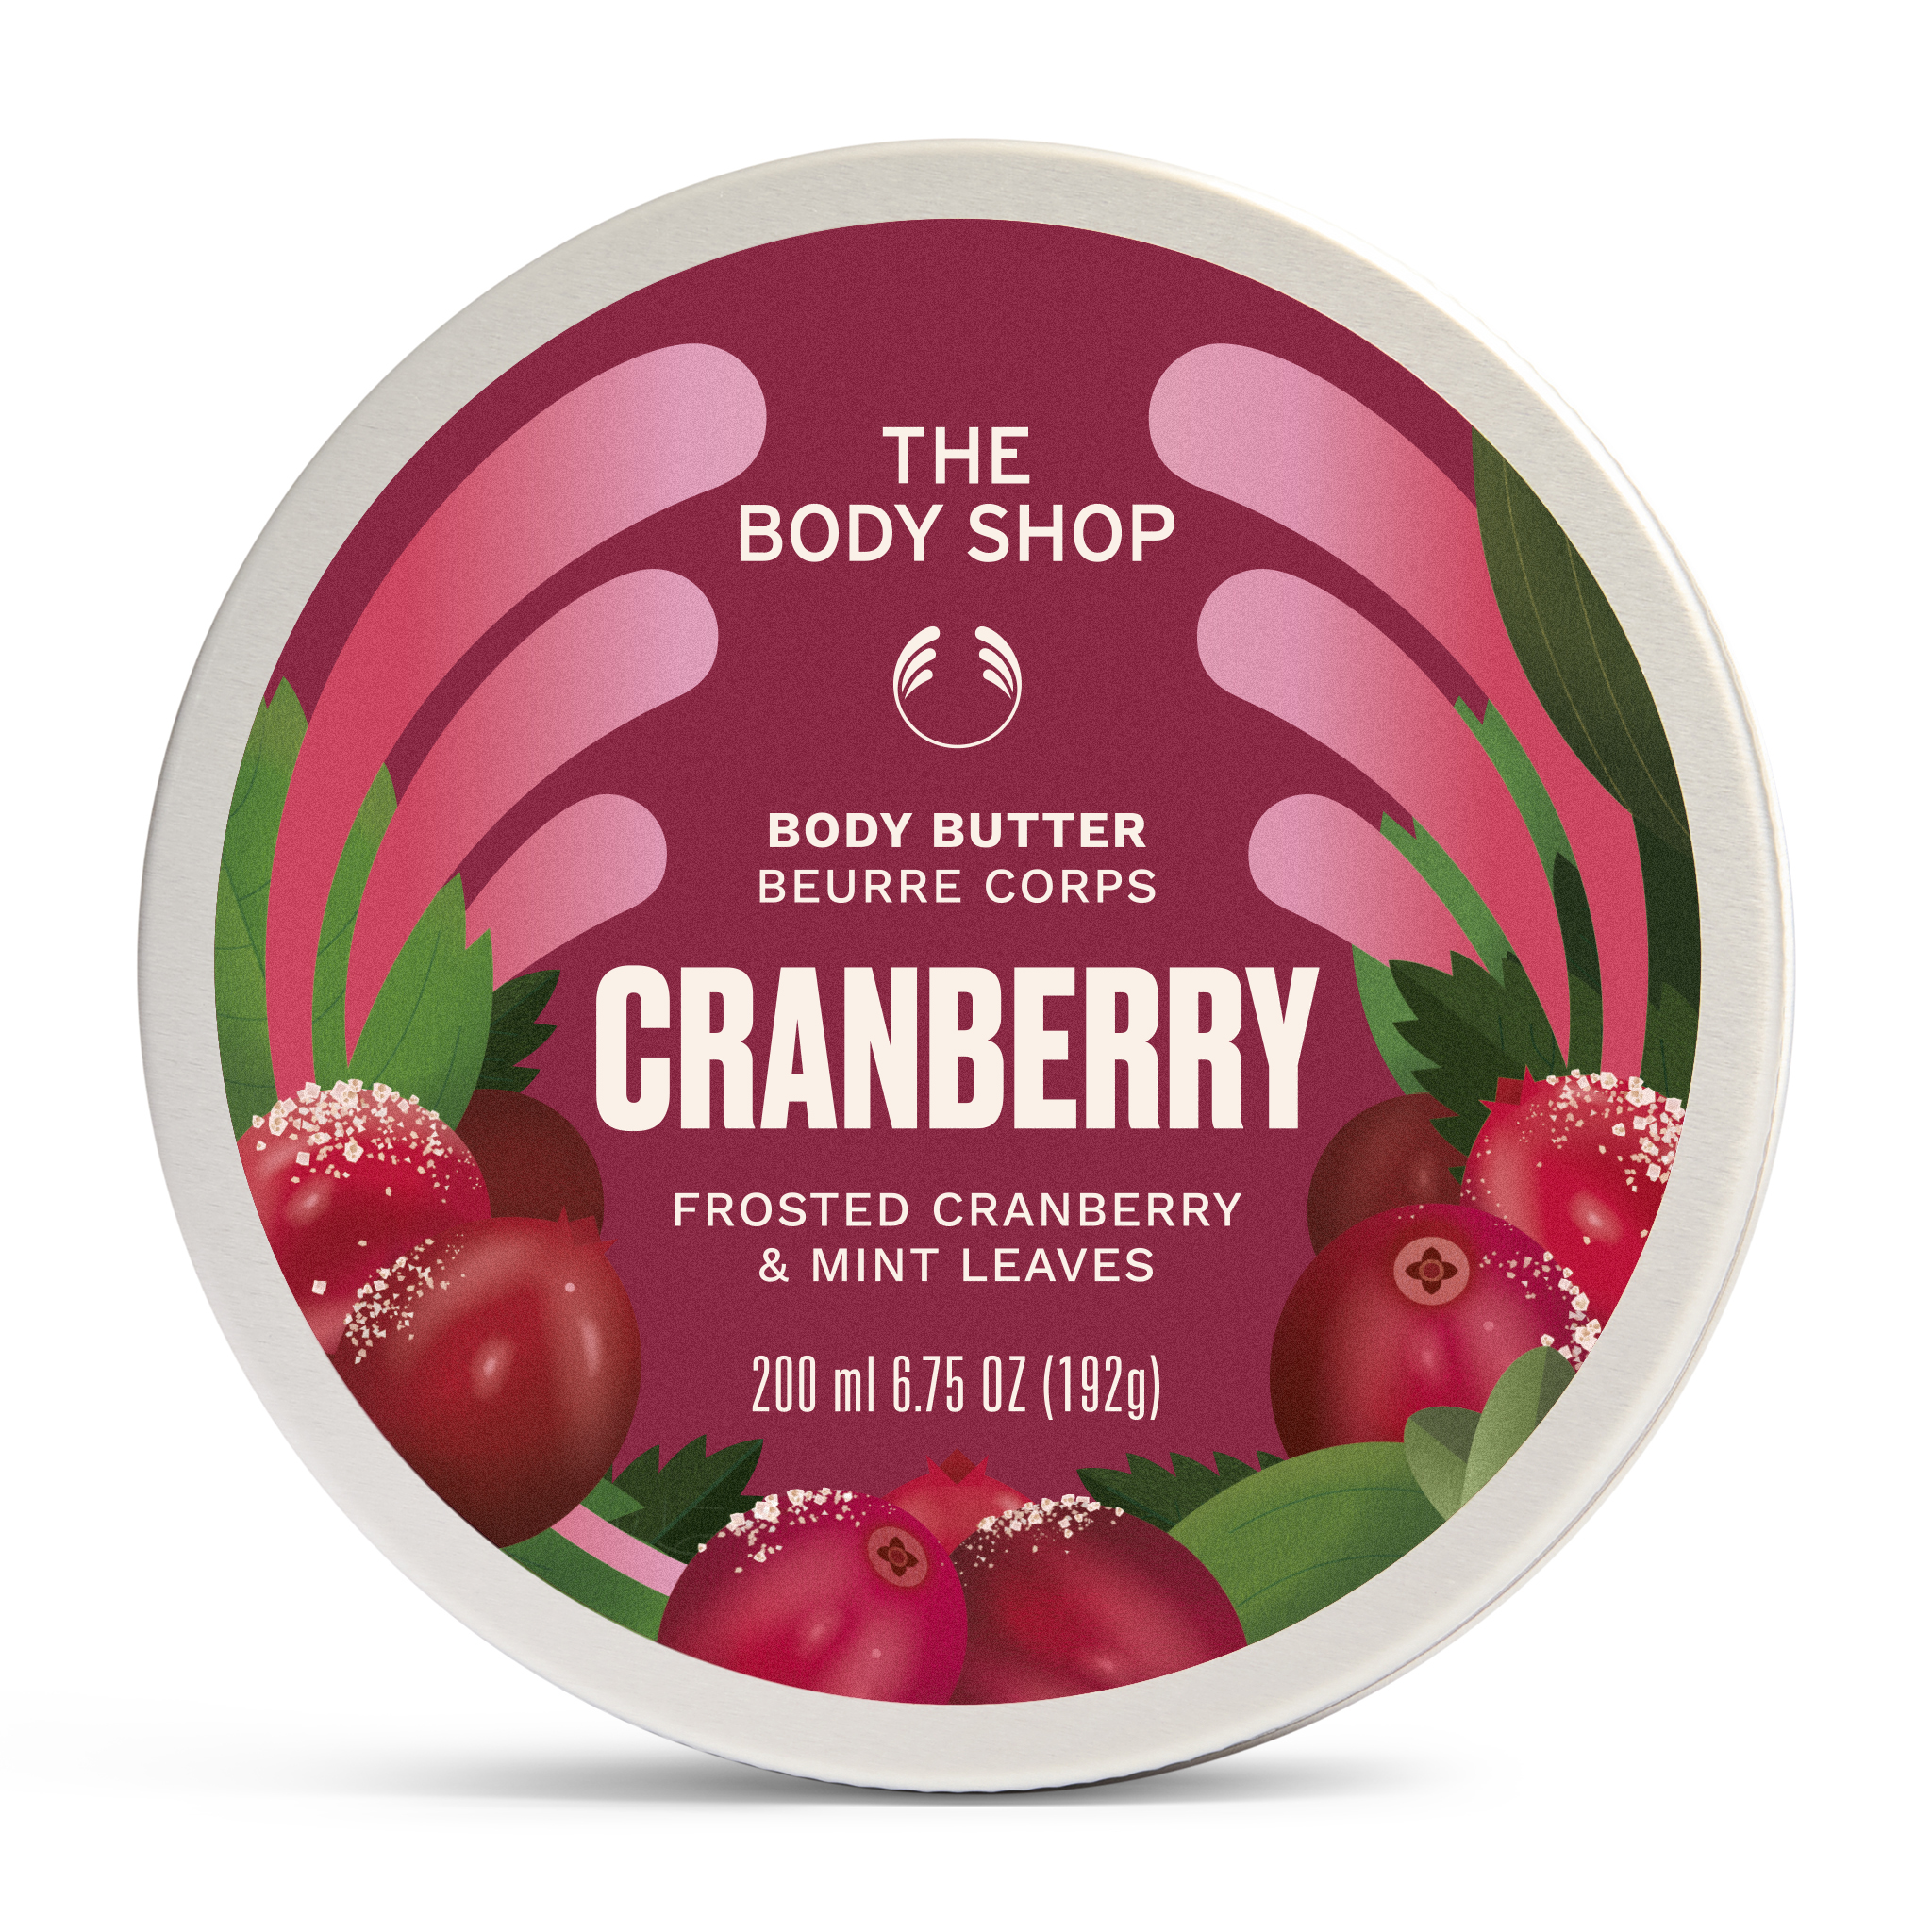 THE
BODY SHOP
BODY BUTTER
BEURRE CORPS
CRANBERRY
FROSTED CRANBERRY
& MINT LEAVES
200 ml 6.75 OZ (192g)